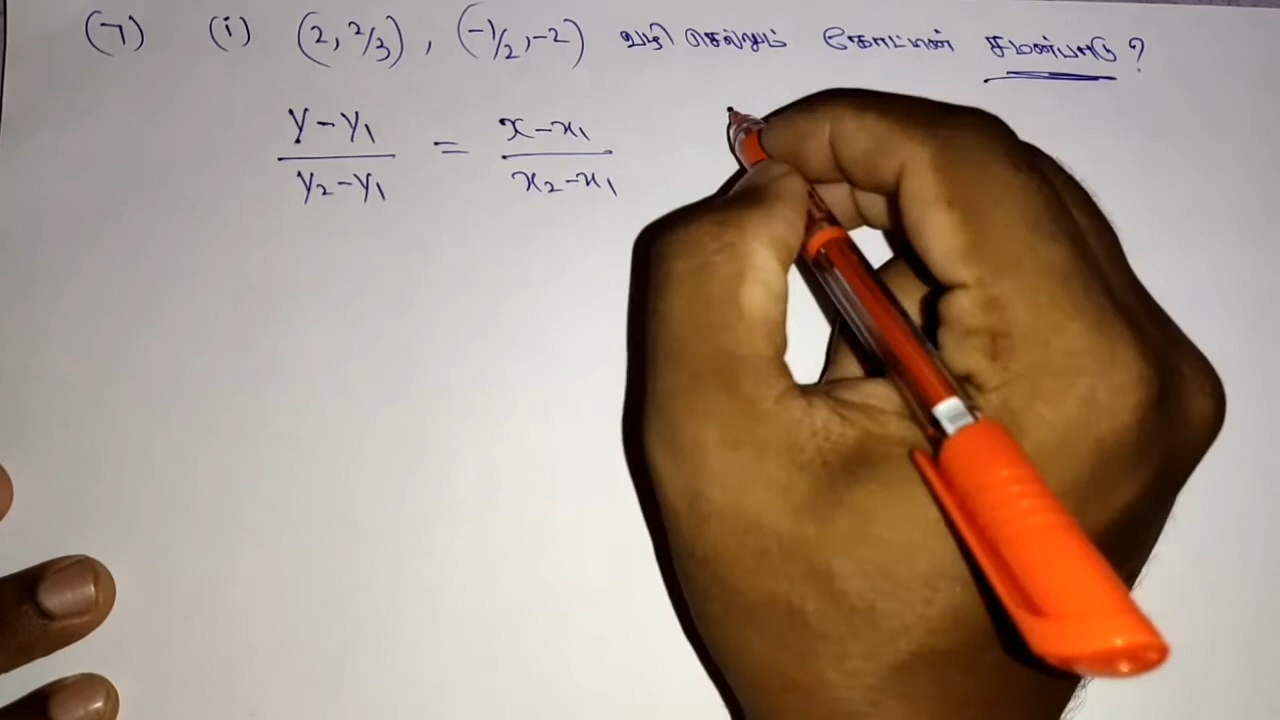 (7) (i) (2, 2/3), (-1/2, -2) வழி செல்லும் கோட்டின் சமன்பாடு ?
y-y₁ / y₂-y₁ = x-x₁ / x₂-x₁